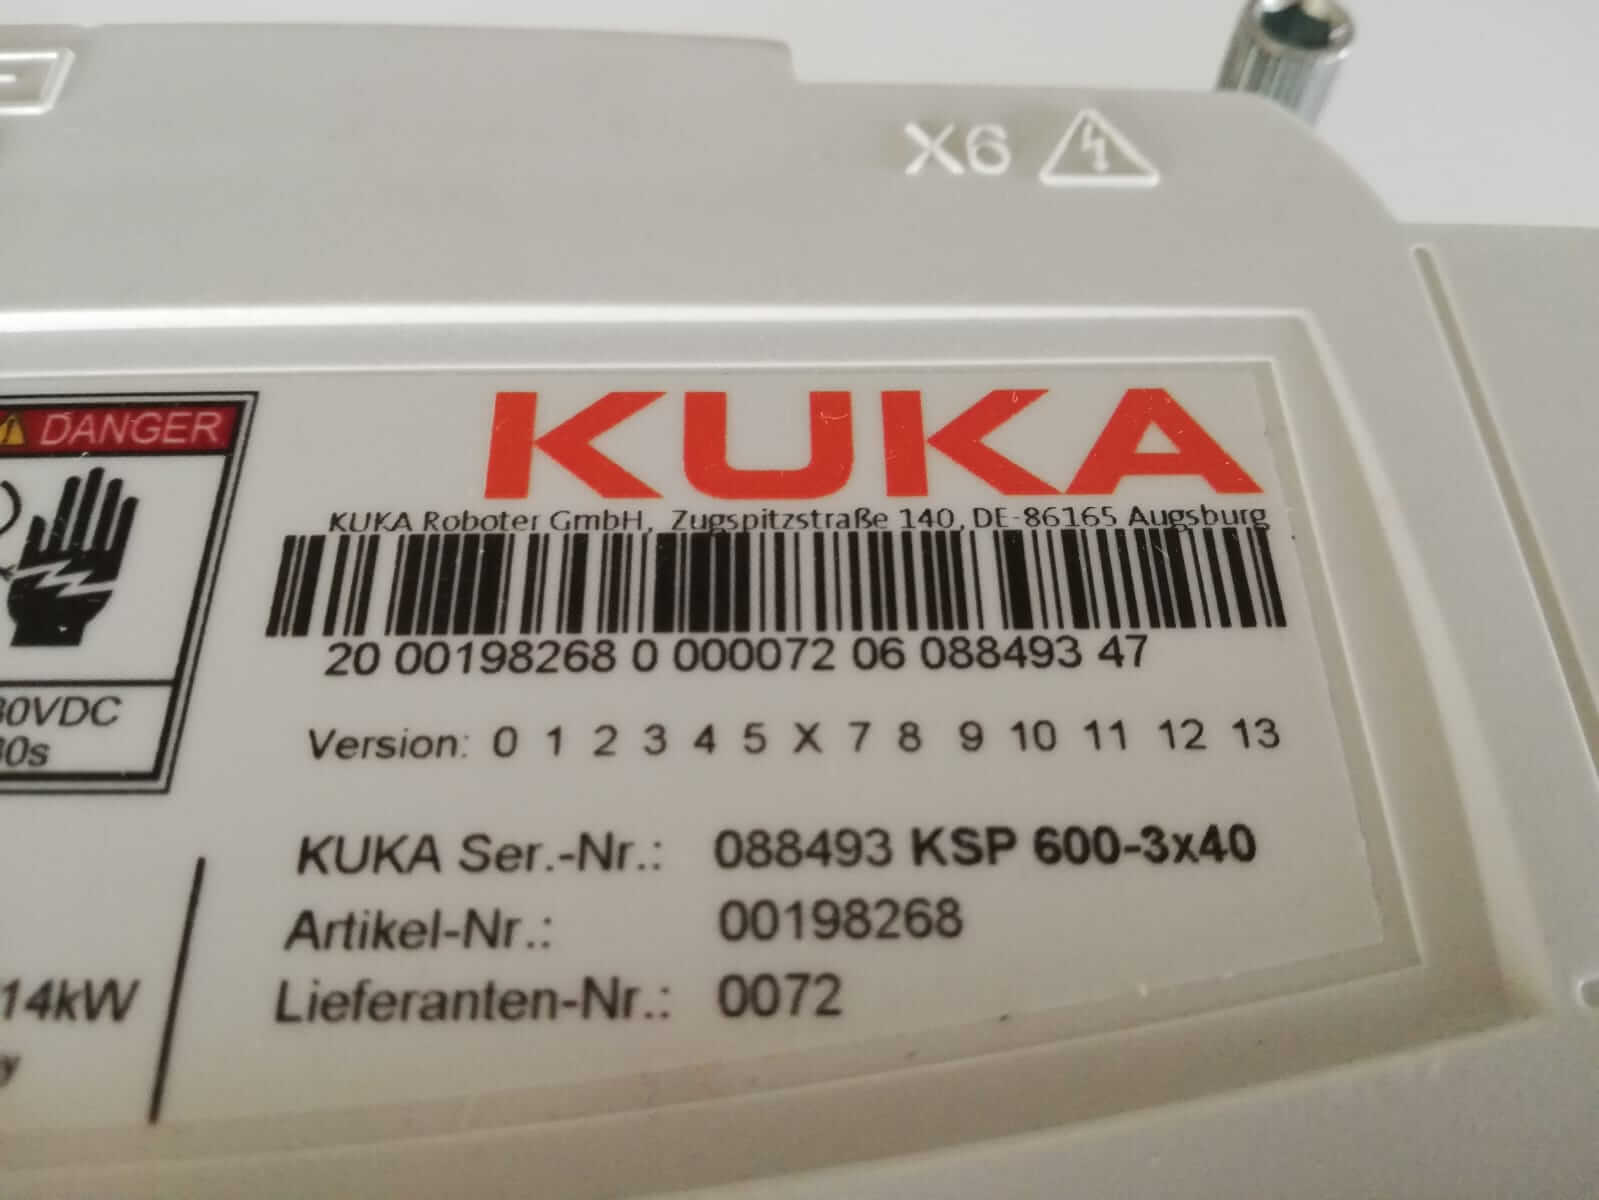 X6
DANGER
KUKA
KUKA Roboter GmbH, Zugspitzstraße 140, DE-86165 Augsburg
20 00198268 0 000072 06 088493 47
30VDC
30s
Version: 0 1 2 3 4 5 X 7 8 9 10 11 12 13
KUKA Ser.-Nr.: 088493 KSP 600-3x40
Artikel-Nr.: 00198268
14kW
Lieferanten-Nr.: 0072